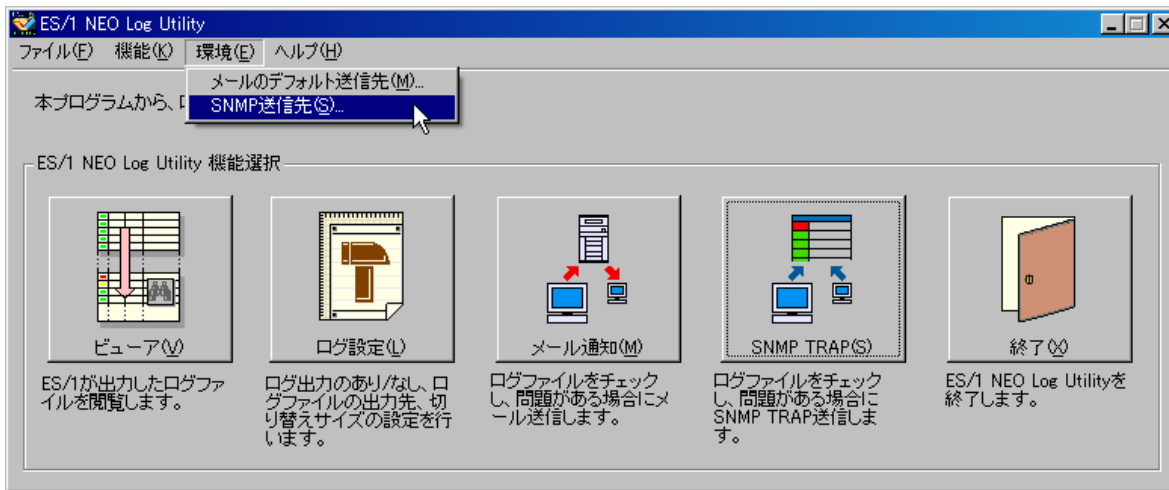 ES/1 NEO Log Utility
ファイル(F) 機能(K) 環境(E) ヘルプ(H)
メールのデフォルト送信先(M)...
SNMP送信先(S)...
本プログラムから、
ES/1 NEO Log Utility 機能選択
ビューア(V)
ES/1が出力したログファ
イルを閲覧します。
ログ設定(L)
ログ出力のあり/なし、ロ
グファイルの出力先、切
り替えサイズの設定を行
います。
メール通知(M)
ログファイルをチェック
し、問題がある場合にメ
ール送信します。
SNMP TRAP(S)
ログファイルをチェック
し、問題がある場合に
SNMP TRAP送信しま
す。
終了(X)
ES/1 NEO Log Utilityを
終了します。